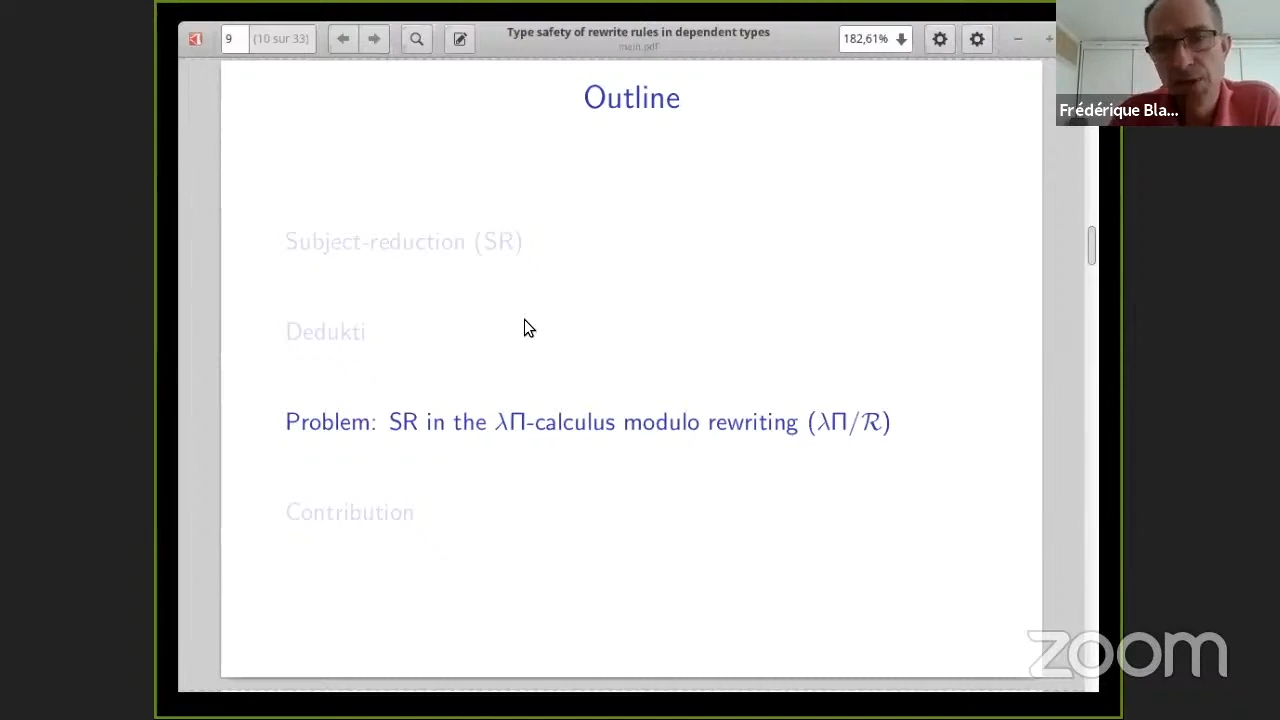 9 (10 sur 33)
Type safety of rewrite rules in dependent types
main.pdf
182,61%
Frédérique Bla...
Outline
Subject-reduction (SR)
Dedukti
Problem: SR in the λΠ-calculus modulo rewriting (λΠ/ℛ)
Contribution
zoom